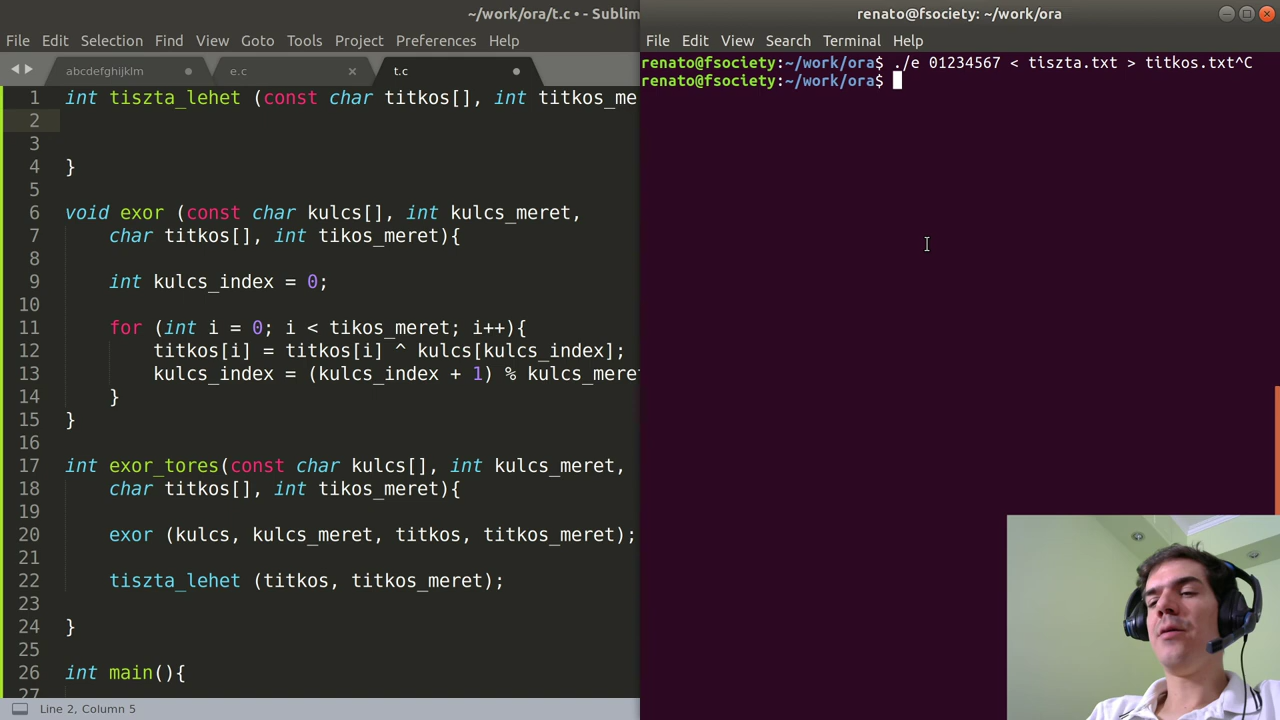 ~/work/ora/t.c • - Sublim
File Edit Selection Find View Goto Tools Project Preferences Help
abcdefghijklm
e.c
t.c
1 int tiszta_lehet (const char titkos[], int titkos_me
2
3
4 }
5
6 void exor (const char kulcs[], int kulcs_meret,
7 char titkos[], int tikos_meret){
8
9 int kulcs_index = 0;
10
11 for (int i = 0; i < tikos_meret; i++){
12 titkos[i] = titkos[i] ^ kulcs[kulcs_index];
13 kulcs_index = (kulcs_index + 1) % kulcs_meret
14 }
15 }
16
17 int exor_tores(const char kulcs[], int kulcs_meret,
18 char titkos[], int tikos_meret){
19
20 exor (kulcs, kulcs_meret, titkos, titkos_meret);
21
22 tiszta_lehet (titkos, titkos_meret);
23
24 }
25
26 int main(){
27
Line 2, Column 5
renato@fsociety: ~/work/ora
File Edit View Search Terminal Help
renato@fsociety:~/work/ora$ ./e 01234567 < tiszta.txt > titkos.txt^C
renato@fsociety:~/work/ora$